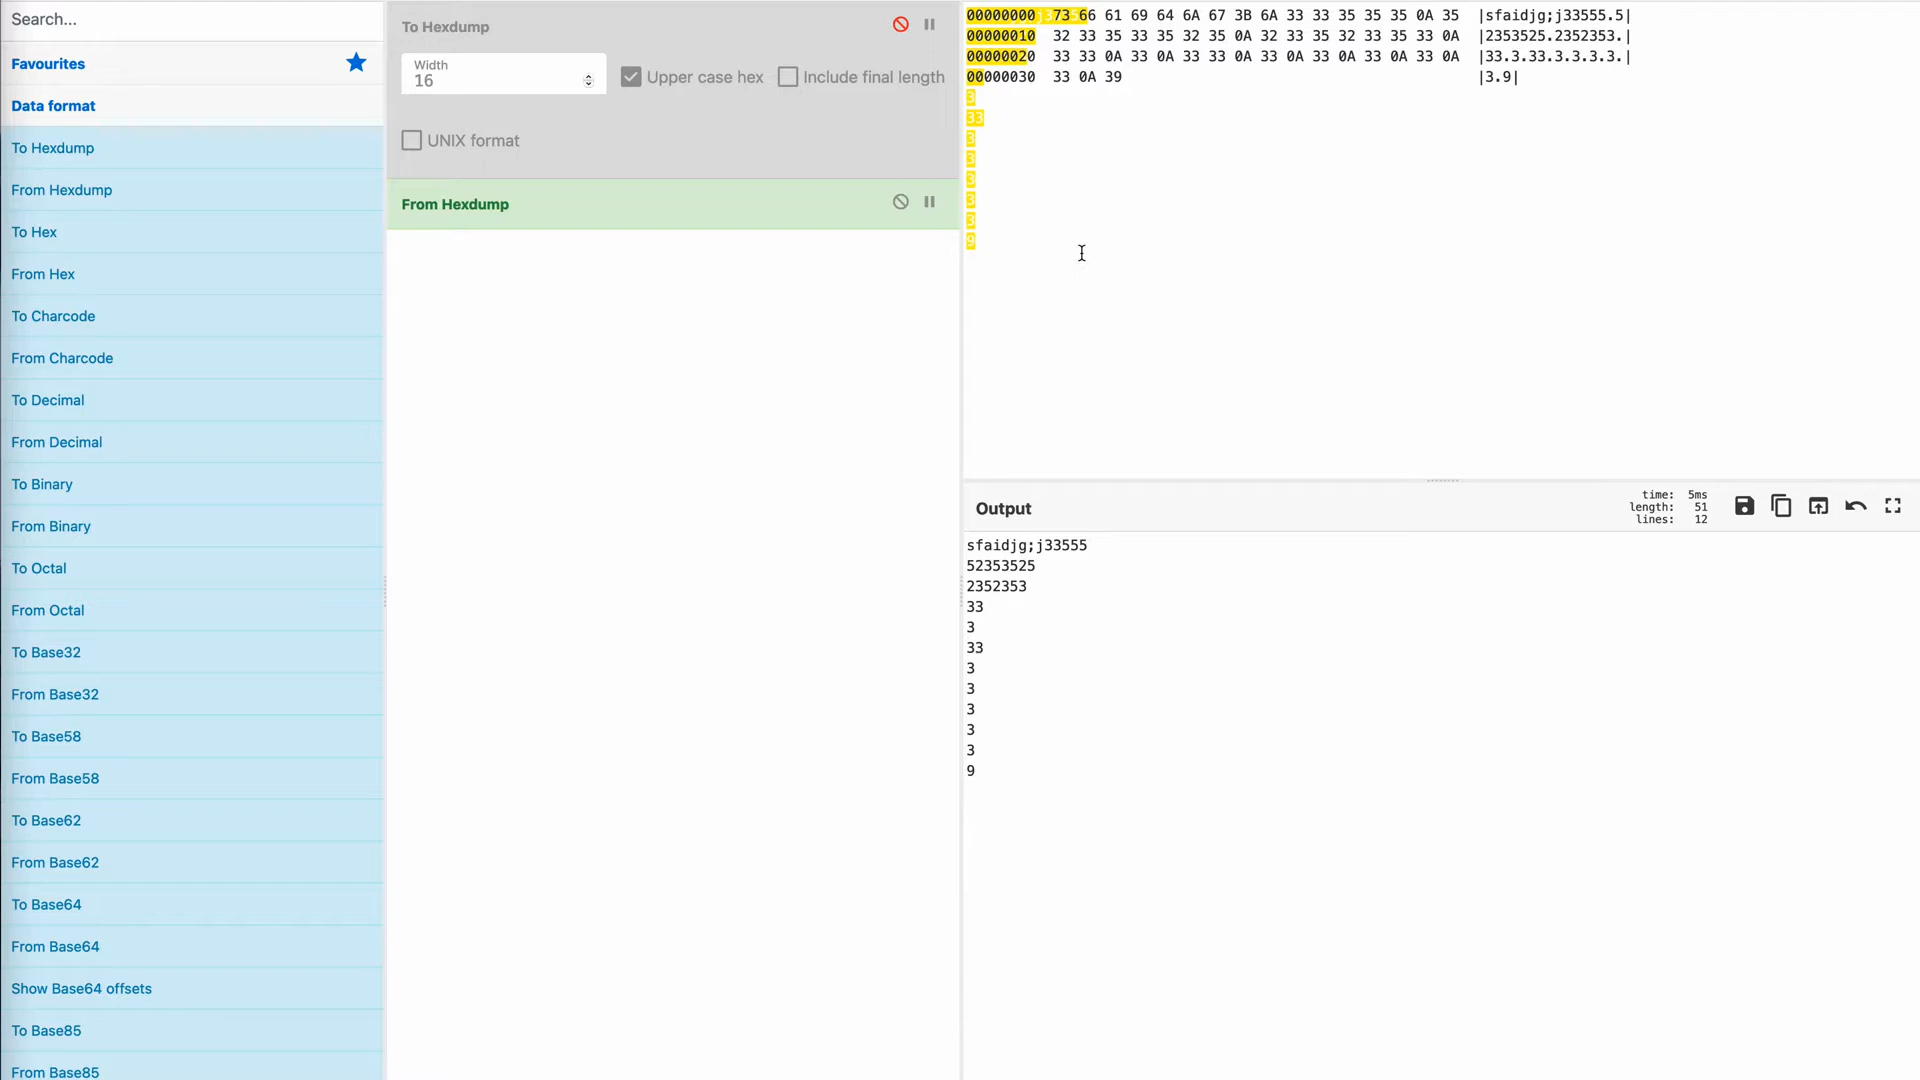 Search...
Favourites
Data format
To Hexdump
From Hexdump
To Hex
From Hex
To Charcode
From Charcode
To Decimal
From Decimal
To Binary
From Binary
To Octal
From Octal
To Base32
From Base32
To Base58
From Base58
To Base62
From Base62
To Base64
From Base64
Show Base64 offsets
To Base85
From Base85
To Hexdump
Width
16
Upper case hex
Include final length
UNIX format
From Hexdump
00000000 73 66 61 69 64 6A 67 3B 6A 33 33 35 35 35 0A 35 |sfaidjg;j33555.5|
00000010 32 33 35 33 35 32 35 0A 32 33 35 32 33 35 33 0A |2353525.2352353.|
00000020 33 33 0A 33 0A 33 33 0A 33 0A 33 0A 33 0A 33 0A |33.3.33.3.3.3.3.|
00000030 33 0A 39 |3.9|
3
33
3
3
3
3
3
9
Output
time: 5ms
length: 51
lines: 12
sfaidjg;j33555
52353525
2352353
33
3
33
3
3
3
3
3
9